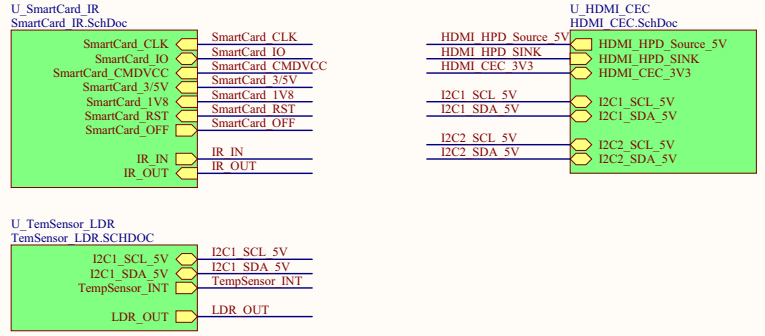 U_SmartCard_IR
SmartCard_IR.SchDoc
SmartCard_CLK SmartCard_CLK
SmartCard_IO SmartCard_IO
SmartCard_CMDVCC SmartCard_CMDVCC
SmartCard_3/5V SmartCard_3/5V
SmartCard_1V8 SmartCard_1V8
SmartCard_RST SmartCard_RST
SmartCard_OFF SmartCard_OFF
IR_IN IR_IN
IR_OUT IR_OUT
U_HDMI_CEC
HDMI_CEC.SchDoc
HDMI_HPD_Source_5V HDMI_HPD_Source_5V
HDMI_HPD_SINK HDMI_HPD_SINK
HDMI_CEC_3V3 HDMI_CEC_3V3
I2C1_SCL_5V I2C1_SCL_5V
I2C1_SDA_5V I2C1_SDA_5V
I2C2_SCL_5V I2C2_SCL_5V
I2C2_SDA_5V I2C2_SDA_5V
U_TemSensor_LDR
TemSensor_LDR.SCHDOC
I2C1_SCL_5V I2C1_SCL_5V
I2C1_SDA_5V I2C1_SDA_5V
TempSensor_INT TempSensor_INT
LDR_OUT LDR_OUT